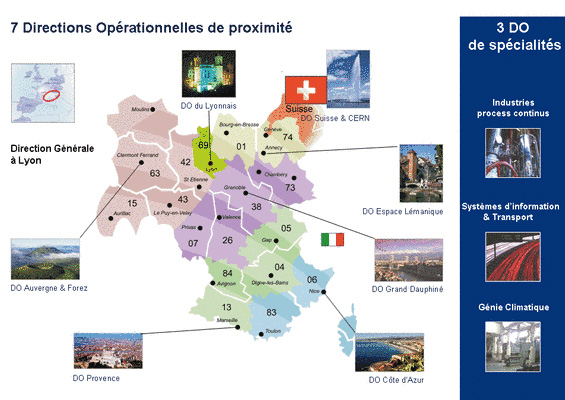 7 Directions Opérationnelles de proximité
3 DO
de spécialités
DO du Lyonnais
Suisse
DO Suisse & CERN
Direction Générale
à Lyon
Moulins
Bourg-en-Bresse
Genève
74
Annecy
69
01
Lyon
42
Clermont Ferrand
63
St Etienne
Chambéry
73
Grenoble
DO Espace Lémanique
15
43
Aurillac
Le Puy-en-Velay
38
Valence
Privas
07
26
05
Gap
DO Auvergne & Forez
DO Grand Dauphiné
84
04
06
Avignon
Digne-les-Bains
Nice
13
83
Marseille
Toulon
DO Provence
DO Côte d'Azur
Industries
process continus
Systèmes d'information
& Transport
Génie Climatique